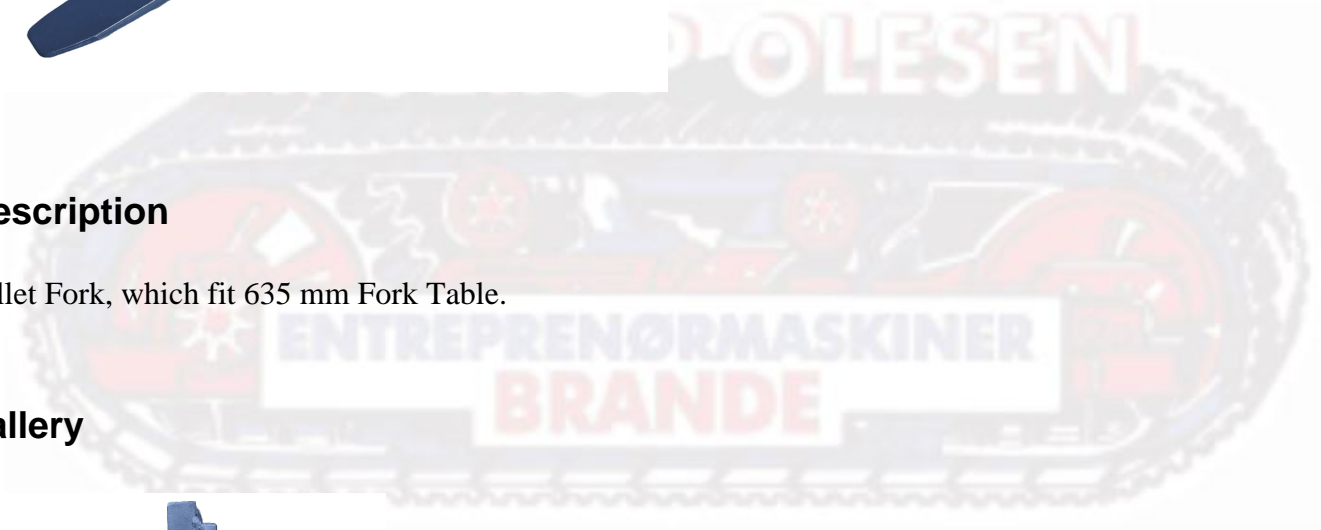 P OLESEN
escription
llet Fork, which fit 635 mm Fork Table.
ENTREPRENØRMASKINER
BRANDE
allery